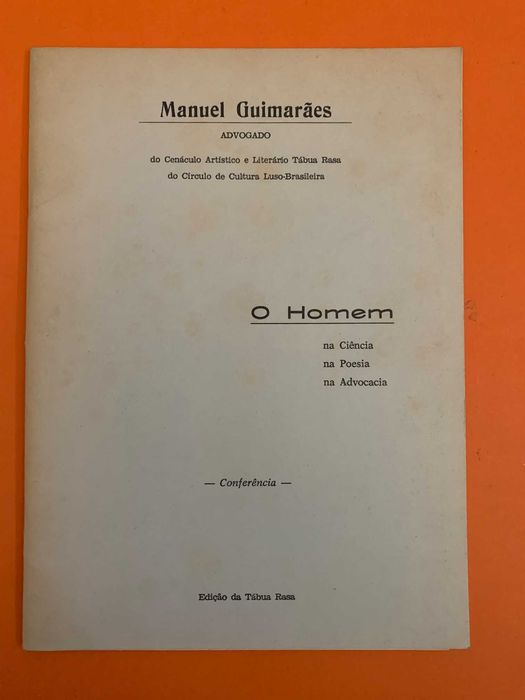 Manuel Guimarães
ADVOGADO
do Cenáculo Artístico e Literário Tábua Rasa
do Círculo de Cultura Luso-Brasileira
O Homem
na Ciência
na Poesia
na Advocacia
— Conferência —
Edição da Tábua Rasa